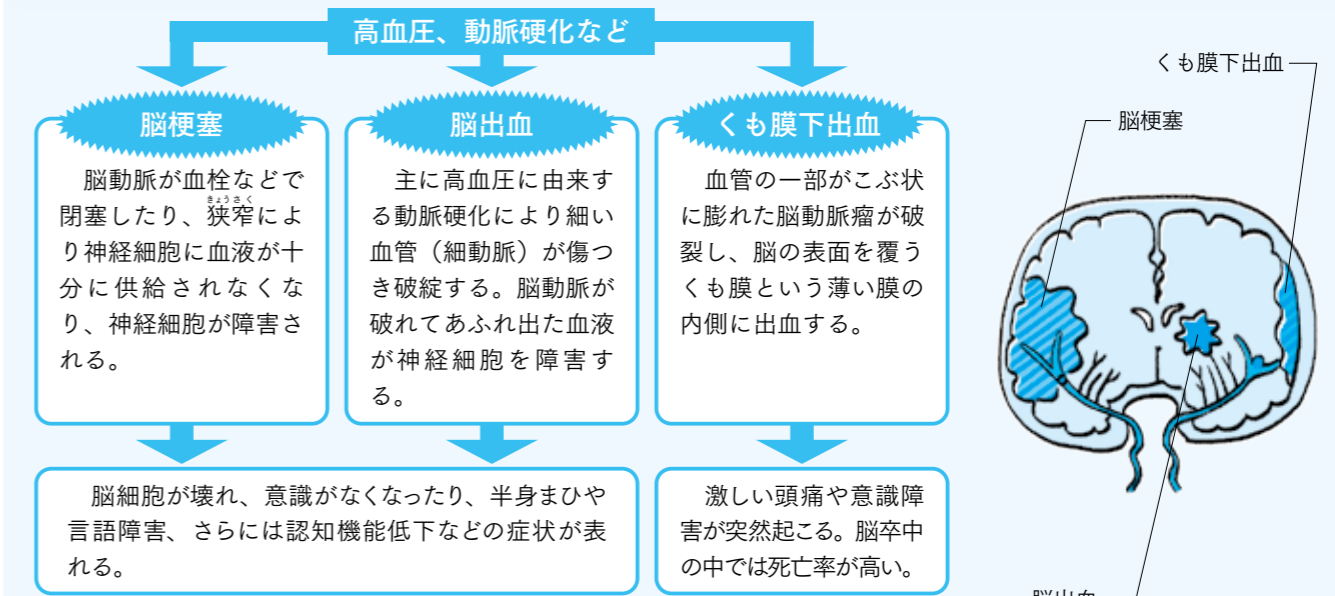 高血圧、動脈硬化など
脳梗塞
脳動脈が血栓などで
閉塞したり、狭窄によ
きょうさく
り神経細胞に血液が十
分に供給されなくな
り、神経細胞が障害さ
れる。
脳出血
主に高血圧に由来す
る動脈硬化により細い
血管（細動脈）が傷つ
き破綻する。脳動脈が
破れてあふれ出た血液
が神経細胞を障害す
る。
くも膜下出血
血管の一部がこぶ状
に膨れた脳動脈瘤が破
裂し、脳の表面を覆う
くも膜という薄い膜の
内側に出血する。
脳細胞が壊れ、意識がなくなったり、半身まひや
言語障害、さらには認知機能低下などの症状が表
れる。
激しい頭痛や意識障
害が突然起こる。脳卒中
の中では死亡率が高い。
くも膜下出血
脳梗塞
脳出血